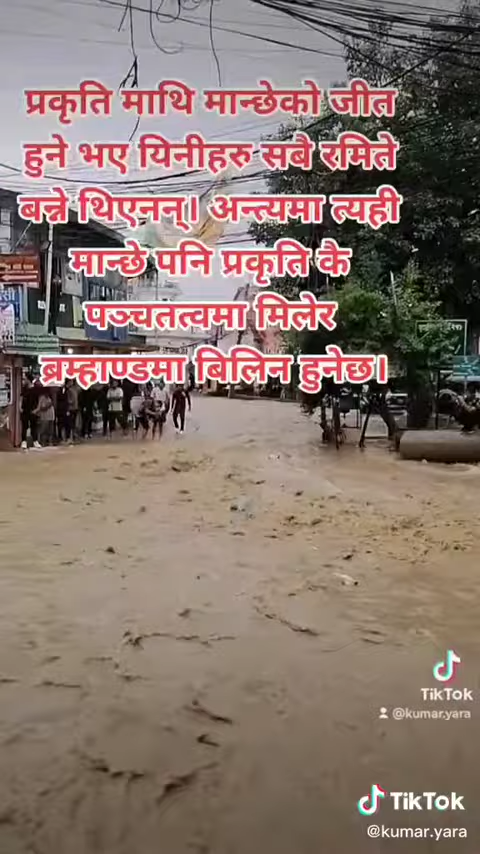 प्रकृति माथि मान्छेको जीत
हुने भए यिनीहरु सबै रमिते
बन्ने थिएनन्। अन्त्यमा त्यही
मान्छे पनि प्रकृति कै
पञ्चतत्वमा मिलेर
ब्रम्हाण्डमा बिलिन हुनेछ।
TikTok
@kumar.yara
TikTok
@kumar.yara